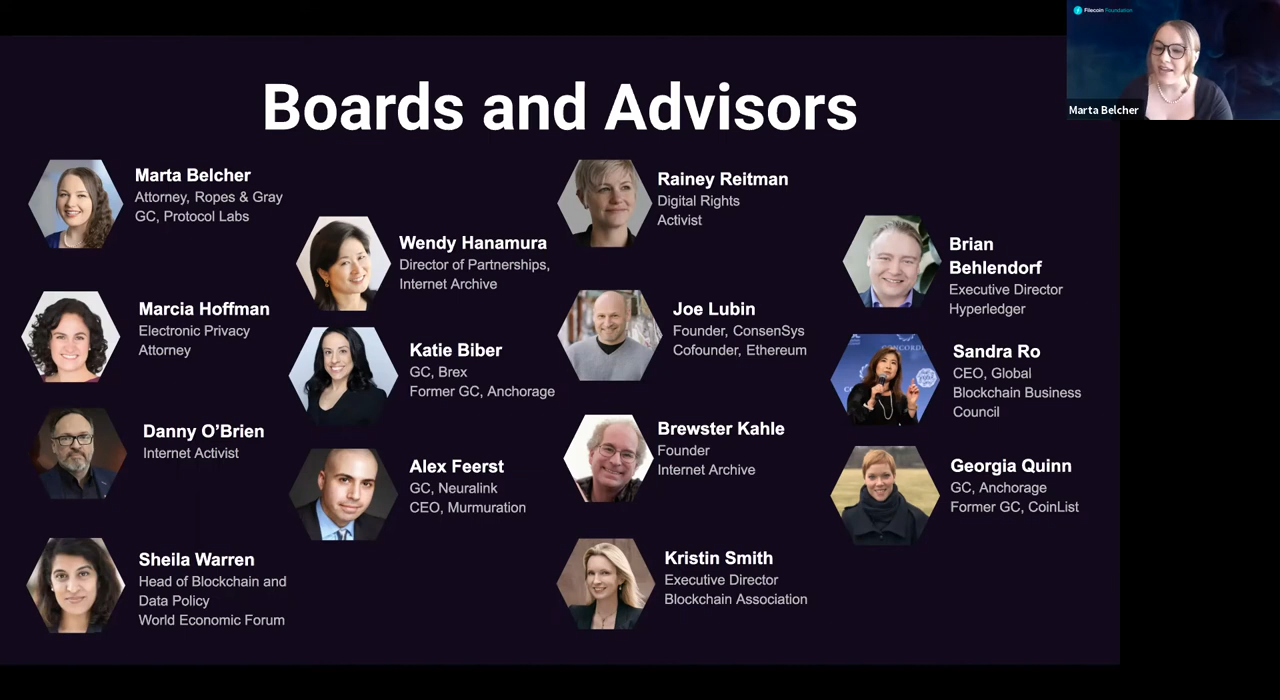 Filecoin Foundation
Marta Belcher
Boards and Advisors
Marta Belcher
Attorney, Ropes & Gray
GC, Protocol Labs
Wendy Hanamura
Director of Partnerships,
Internet Archive
Rainey Reitman
Digital Rights
Activist
Brian
Behlendorf
Executive Director
Hyperledger
Marcia Hoffman
Electronic Privacy
Attorney
Katie Biber
GC, Brex
Former GC, Anchorage
Joe Lubin
Founder, ConsenSys
Cofounder, Ethereum
Sandra Ro
CEO, Global
Blockchain Business
Council
Danny O’Brien
Internet Activist
Alex Feerst
GC, Neuralink
CEO, Murmuration
Brewster Kahle
Founder
Internet Archive
Georgia Quinn
GC, Anchorage
Former GC, CoinList
Sheila Warren
Head of Blockchain and
Data Policy
World Economic Forum
Kristin Smith
Executive Director
Blockchain Association